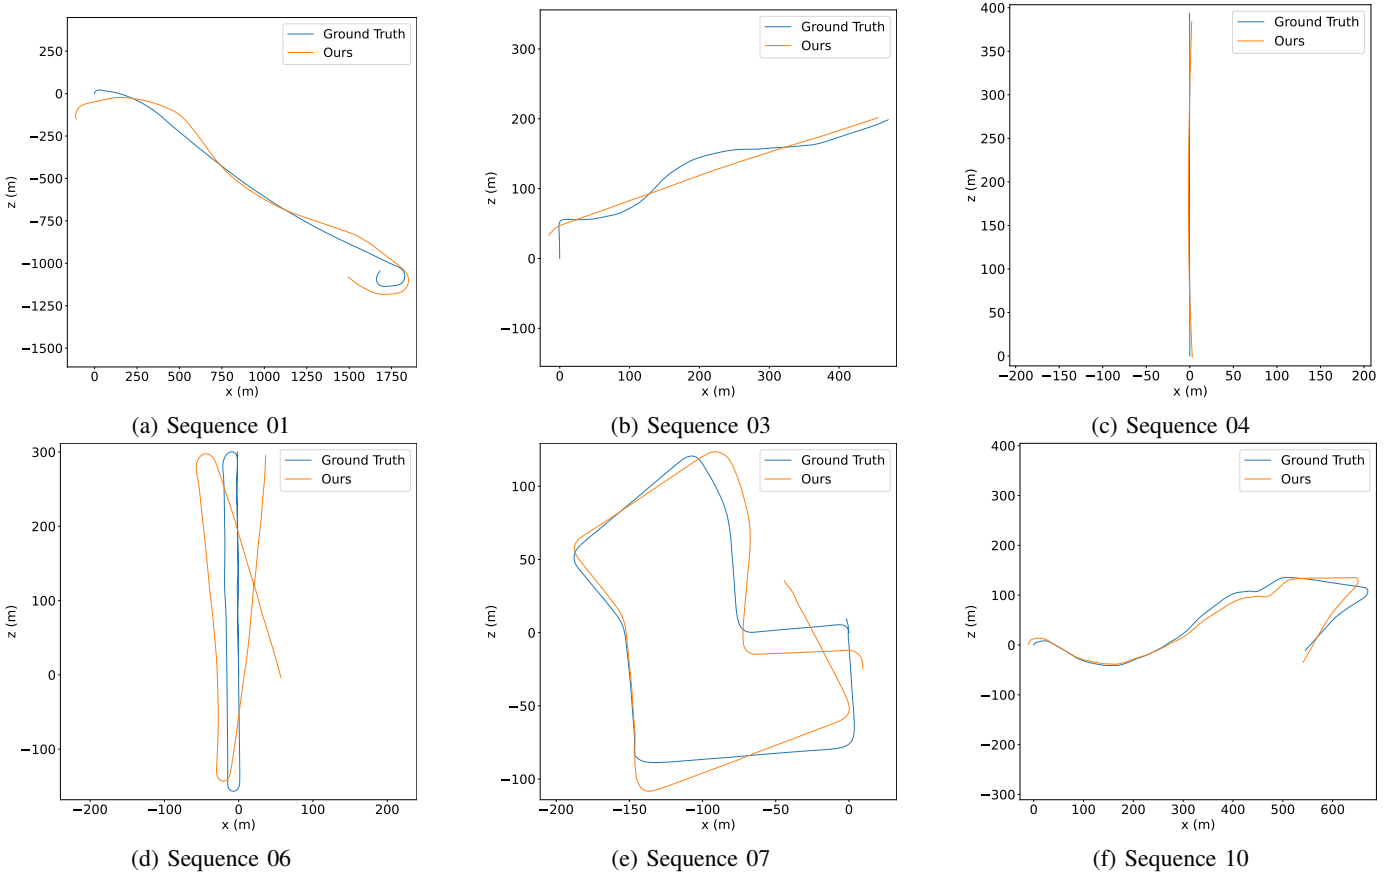 Ground Truth
Ours
250
0
−250
−500
−750
−1000
−1250
−1500
z (m)
0 250 500 750 1000 1250 1500 1750
x (m)
(a) Sequence 01
Ground Truth
Ours
300
200
100
0
−100
z (m)
0 100 200 300 400
x (m)
(b) Sequence 03
Ground Truth
Ours
400
350
300
250
200
150
100
50
0
z (m)
−200 −150 −100 −50 0 50 100 150 200
x (m)
(c) Sequence 04
Ground Truth
Ours
300
200
100
0
−100
z (m)
−200 −100 0 100 200
x (m)
(d) Sequence 06
Ground Truth
Ours
100
50
0
−50
−100
z (m)
−200 −150 −100 −50 0
x (m)
(e) Sequence 07
Ground Truth
Ours
400
300
200
100
0
−100
−200
−300
z (m)
0 100 200 300 400 500 600
x (m)
(f) Sequence 10